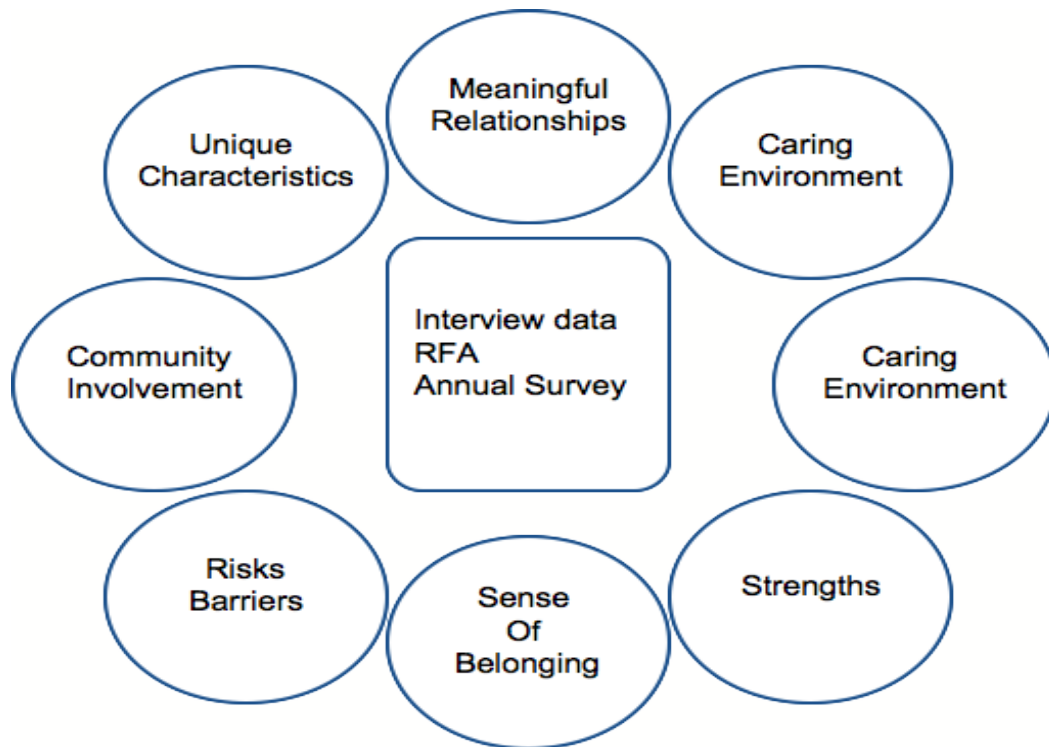 Meaningful
Relationships
Unique
Characteristics
Caring
Environment
Interview data
RFA
Annual Survey
Community
Involvement
Caring
Environment
Risks
Barriers
Sense
Of
Belonging
Strengths